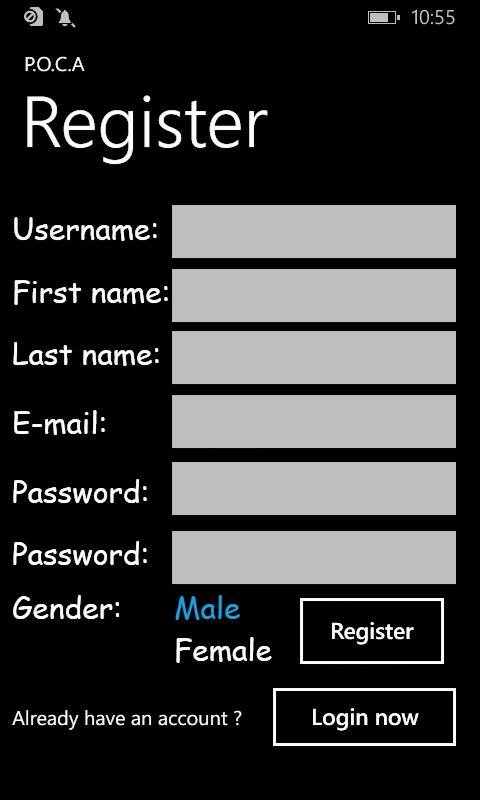 10:55
P.O.C.A
Register
Username:
First name:
Last name:
E-mail:
Password:
Password:
Gender: Male
Female
Register
Already have an account ? Login now